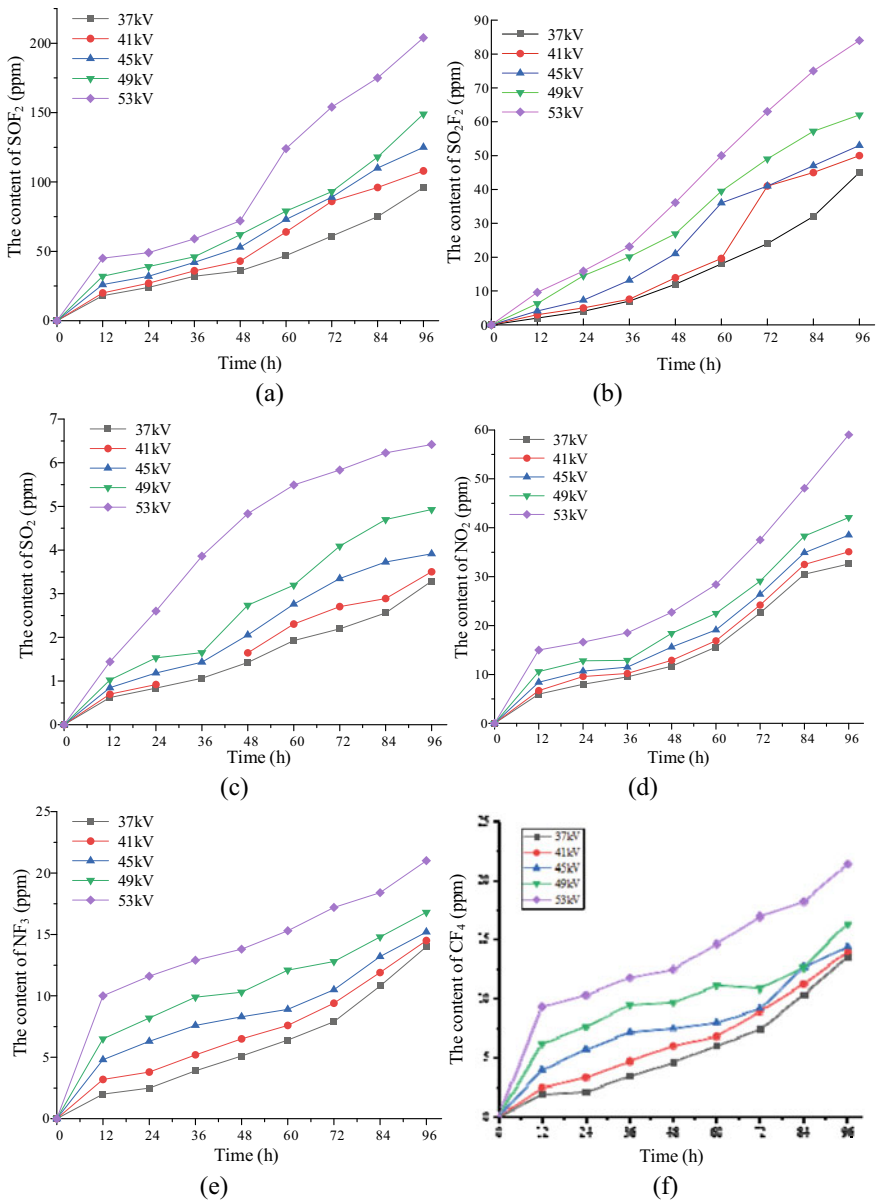 37kV
41kV
45kV
49kV
53kV
The content of SOF₂ (ppm)
200
150
100
50
0
0 12 24 36 48 60 72 84 96
Time (h)
(a)
37kV
41kV
45kV
49kV
53kV
The content of SO₂F₂ (ppm)
90
80
70
60
50
40
30
20
10
0
0 12 24 36 48 60 72 84 96
Time (h)
(b)
37kV
41kV
45kV
49kV
53kV
The content of SO₂ (ppm)
7
6
5
4
3
2
1
0
0 12 24 36 48 60 72 84 96
Time (h)
(c)
37kV
41kV
45kV
49kV
53kV
The content of NO₂ (ppm)
60
50
40
30
20
10
0
0 12 24 36 48 60 72 84 96
Time (h)
(d)
37kV
41kV
45kV
49kV
53kV
The content of NF₃ (ppm)
25
20
15
10
5
0
0 12 24 36 48 60 72 84 96
Time (h)
(e)
37kV
41kV
45kV
49kV
53kV
The content of CF₄ (ppm)
5
0
0 12 24 36 48 60 84 96
Time (h)
(f)